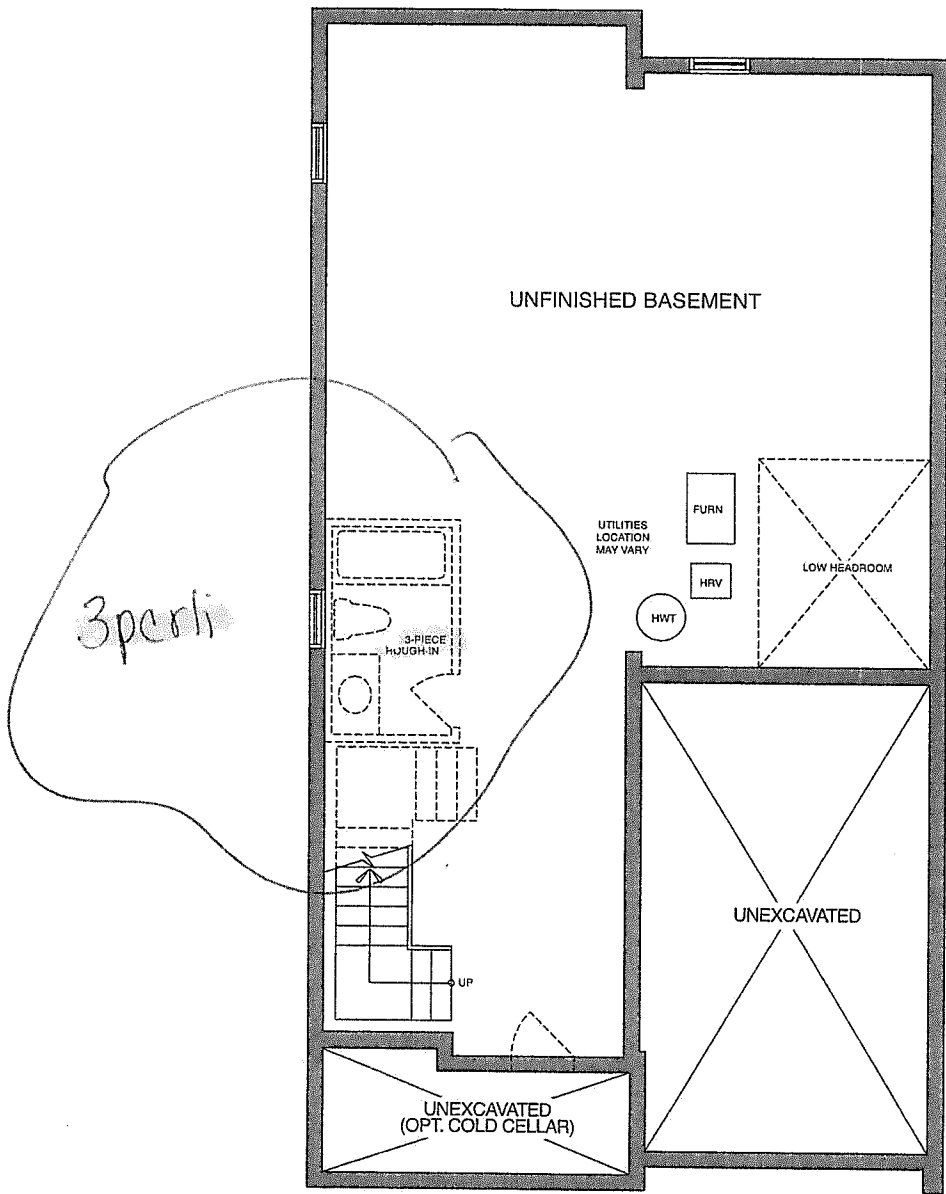 UNFINISHED BASEMENT
FURN
UTILITIES
LOCATION
MAY VARY
LOW HEADROOM
HRV
HWT
3pcrli
3-PIECE
ROUGH-IN
UNEXCAVATED
UP
UNEXCAVATED
(OPT. COLD CELLAR)